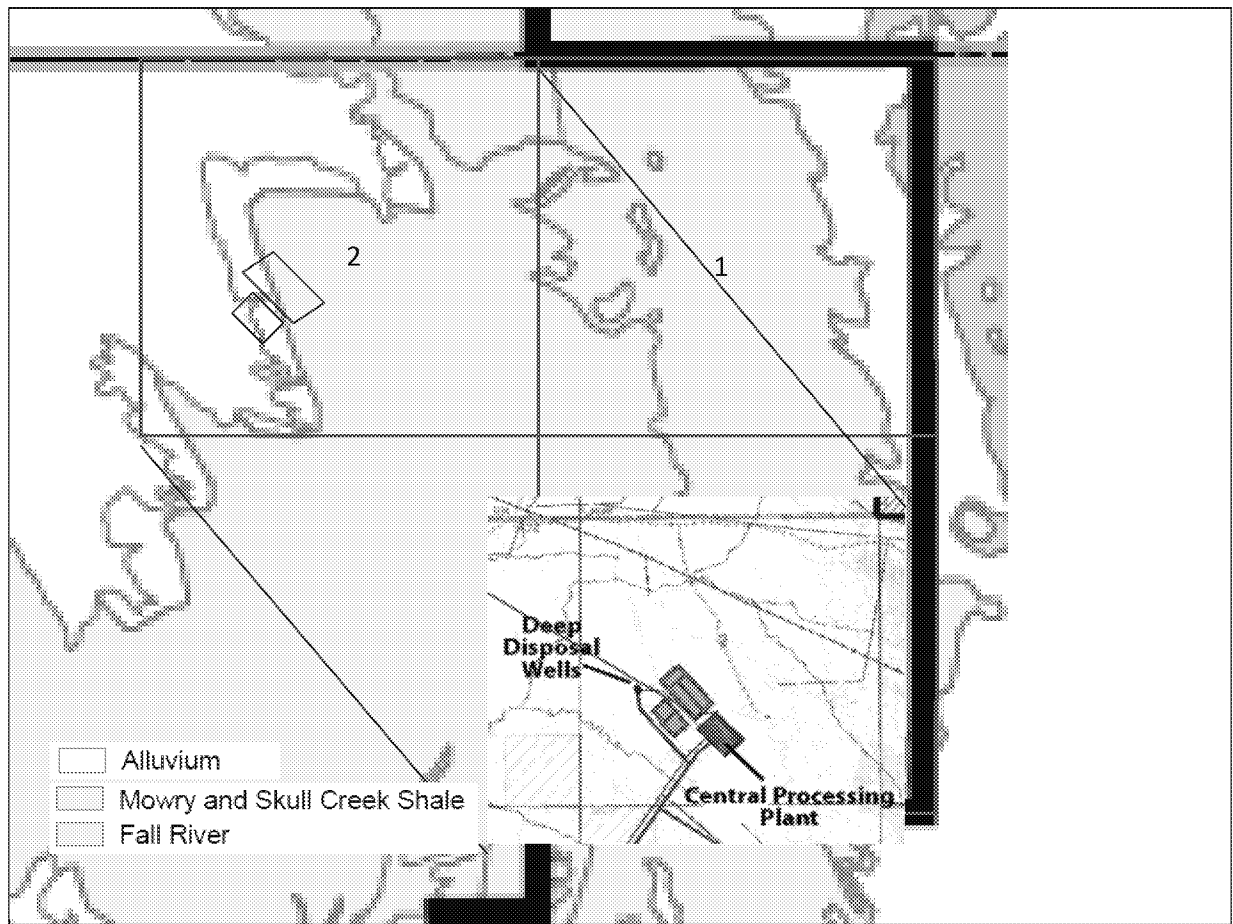 2
1
Deep
Disposal
Wells
Central Processing
Plant
Alluvium
Mowry and Skull Creek Shale
Fall River